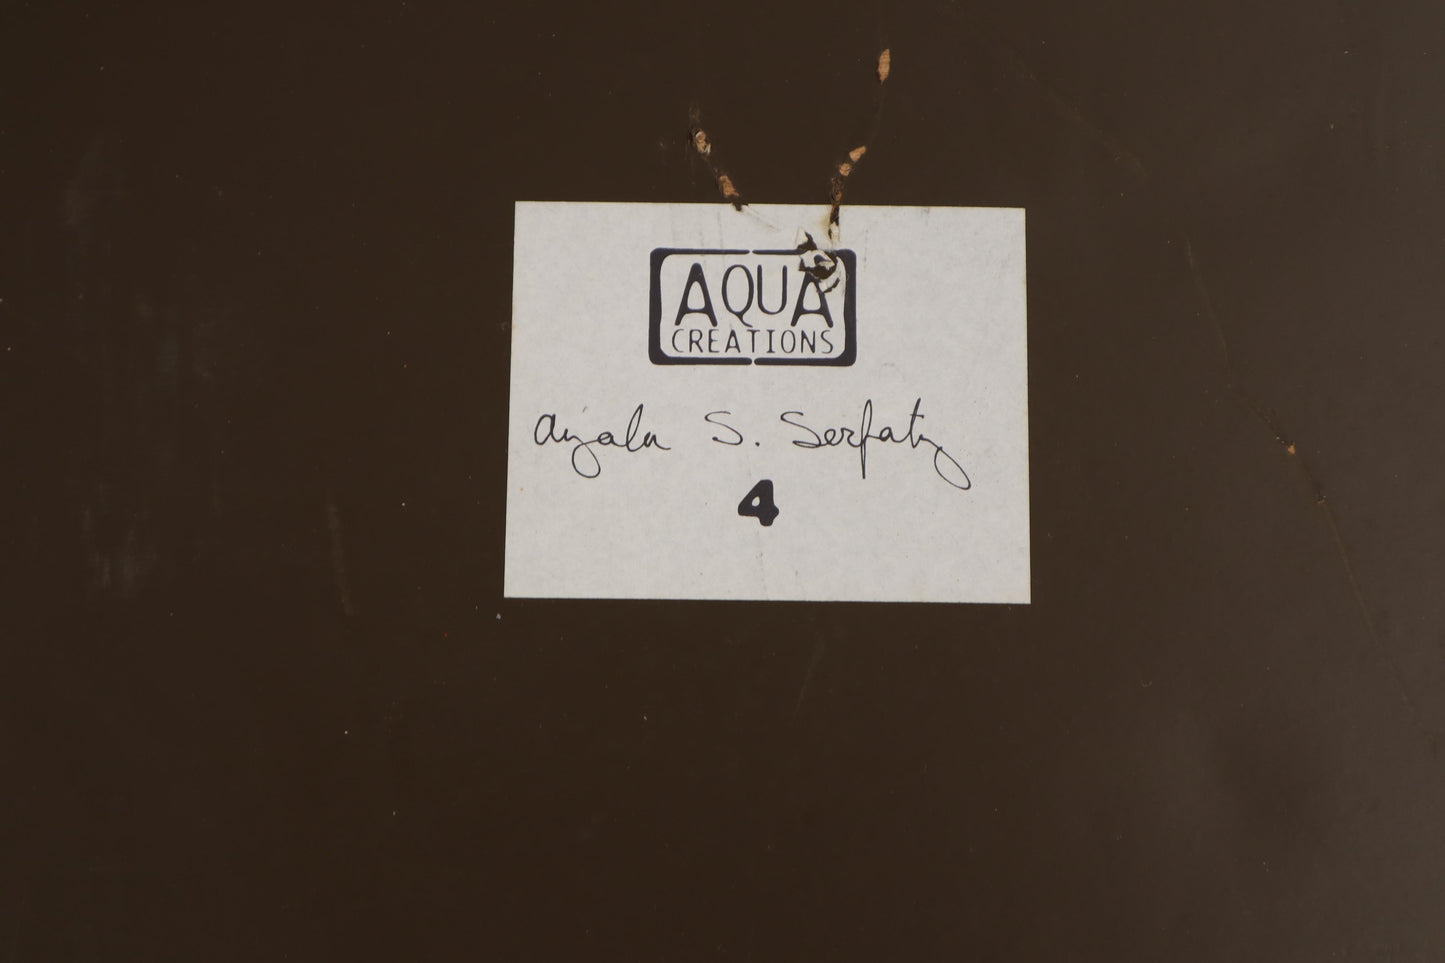 AQUA
CREATIONS
Ayala S. Serfaty
4